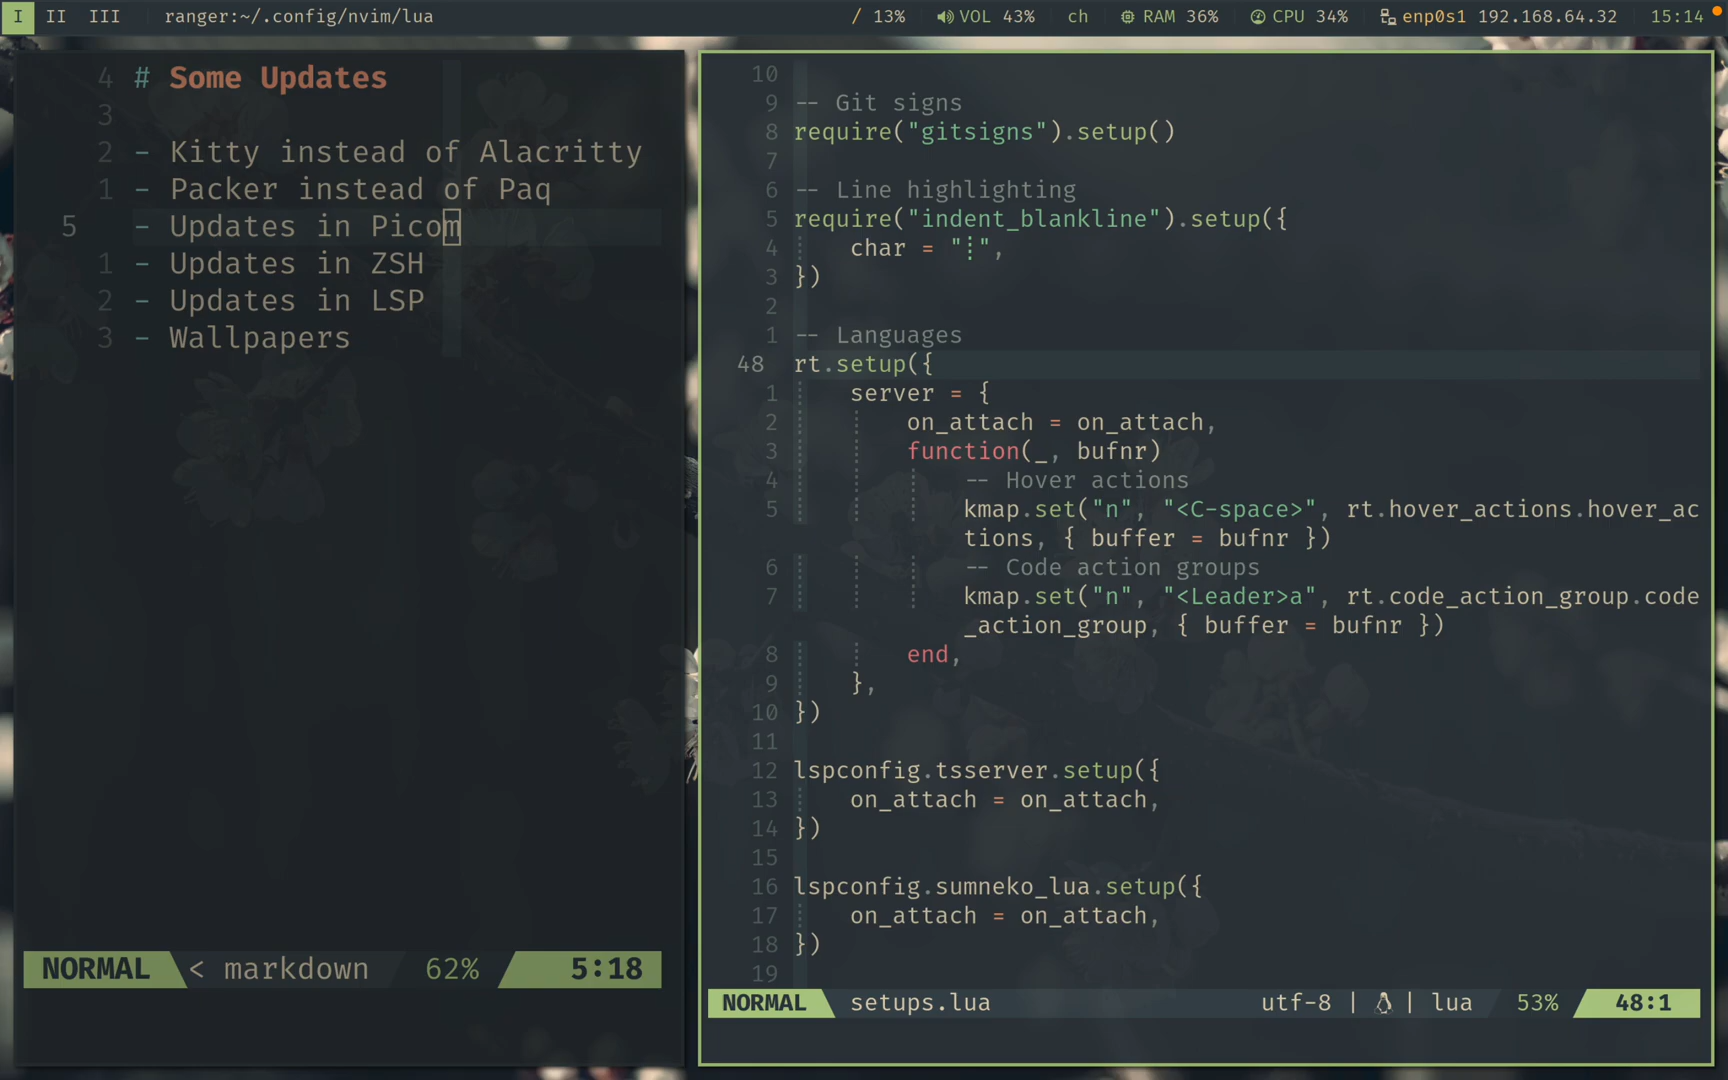 I II III ranger:~/.config/nvim/lua / 13% VOL 43% ch RAM 36% CPU 34% enp0s1 192.168.64.32 15:14
4 # Some Updates
3
2 - Kitty instead of Alacritty
1 - Packer instead of Paq
5 - Updates in Picom
1 - Updates in ZSH
2 - Updates in LSP
3 - Wallpapers
NORMAL < markdown 62% 5:18
10
9 -- Git signs
8 require("gitsigns").setup()
7
6 -- Line highlighting
5 require("indent_blankline").setup({
4 char = "⋮",
3 })
2
1 -- Languages
48 rt.setup({
1 server = {
2 on_attach = on_attach,
3 function(_, bufnr)
4 -- Hover actions
5 kmap.set("n", "<C-space>", rt.hover_actions.hover_ac
tions, { buffer = bufnr })
6 -- Code action groups
7 kmap.set("n", "<Leader>a", rt.code_action_group.code
_action_group, { buffer = bufnr })
8 end,
9 },
10 })
11
12 lspconfig.tsserver.setup({
13 on_attach = on_attach,
14 })
15
16 lspconfig.sumneko_lua.setup({
17 on_attach = on_attach,
18 })
19
NORMAL setups.lua utf-8 | | lua 53% 48:1